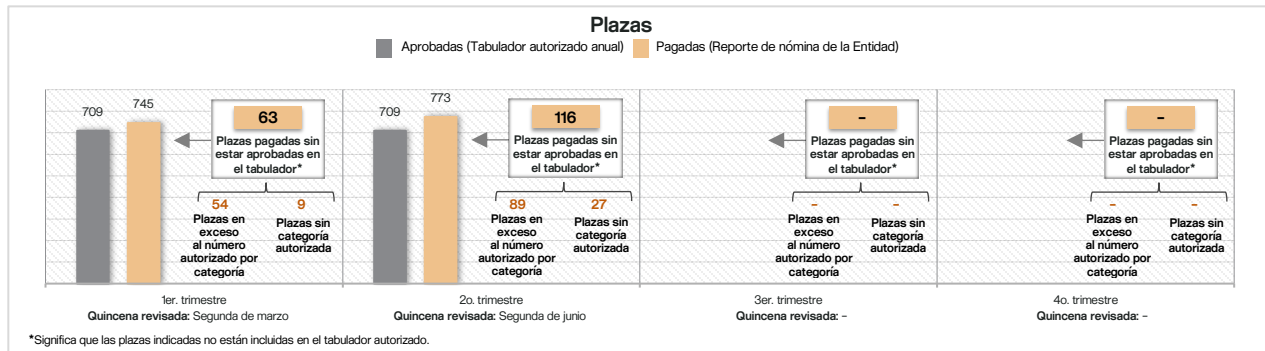 Plazas
Aprobadas (Tabulador autorizado anual)
Pagadas (Reporte de nómina de la Entidad)
709
745
63
Plazas pagadas sin
estar aprobadas en
el tabulador*
54
Plazas en
exceso
al número
autorizado por
categoría
9
Plazas sin
categoría
autorizada
709
773
116
Plazas pagadas sin
estar aprobadas en
el tabulador*
89
Plazas en
exceso
al número
autorizado por
categoría
27
Plazas sin
categoría
autorizada
–
Plazas pagadas sin
estar aprobadas en
el tabulador*
–
Plazas en
exceso
al número
autorizado por
categoría
–
Plazas sin
categoría
autorizada
–
Plazas pagadas sin
estar aprobadas en
el tabulador*
–
Plazas en
exceso
al número
autorizado por
categoría
–
Plazas sin
categoría
autorizada
1er. trimestre
Quincena revisada: Segunda de marzo
2o. trimestre
Quincena revisada: Segunda de junio
3er. trimestre
Quincena revisada: –
4o. trimestre
Quincena revisada: –
*Significa que las plazas indicadas no están incluidas en el tabulador autorizado.